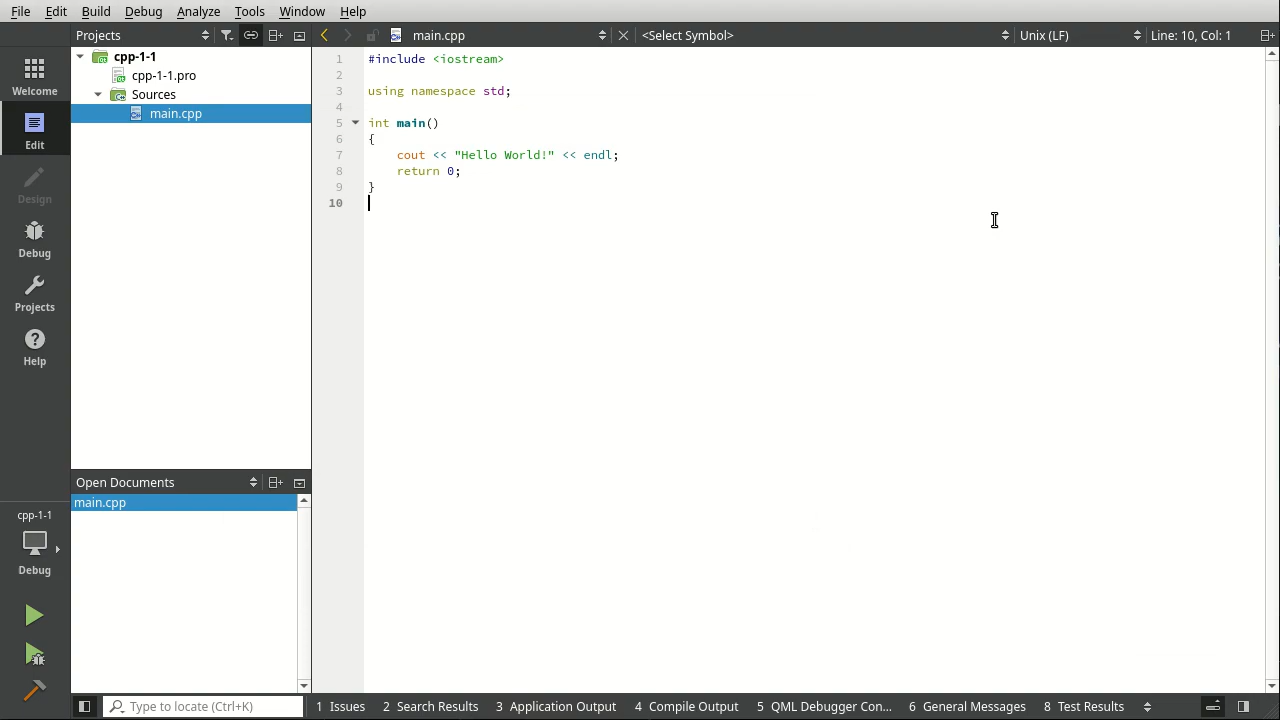 File Edit Build Debug Analyze Tools Window Help
Projects
main.cpp
<Select Symbol>
Unix (LF)
Line: 10, Col: 1
Welcome
Edit
Design
Debug
Projects
Help
cpp-1-1
Debug
cpp-1-1
cpp-1-1.pro
Sources
main.cpp
Open Documents
main.cpp
1 #include <iostream>
2
3 using namespace std;
4
5 int main()
6 {
7 cout << "Hello World!" << endl;
8 return 0;
9 }
10
Type to locate (Ctrl+K)
1 Issues 2 Search Results 3 Application Output 4 Compile Output 5 QML Debugger Con... 6 General Messages 8 Test Results